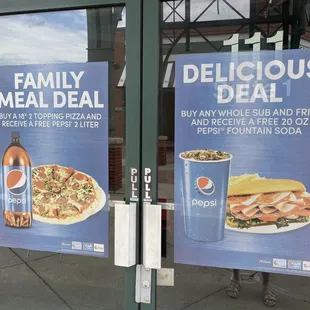 FAMILY
MEAL DEAL
BUY A 18" 2 TOPPING PIZZA AND
RECEIVE A FREE PEPSI® 2 LITER
pepsi
PULL
PULL
111
DELICIOUS
DEAL
BUY ANY WHOLE SUB AND FRI
AND RECEIVE A FREE 20 OZ
PEPSI® FOUNTAIN SODA
pepsi